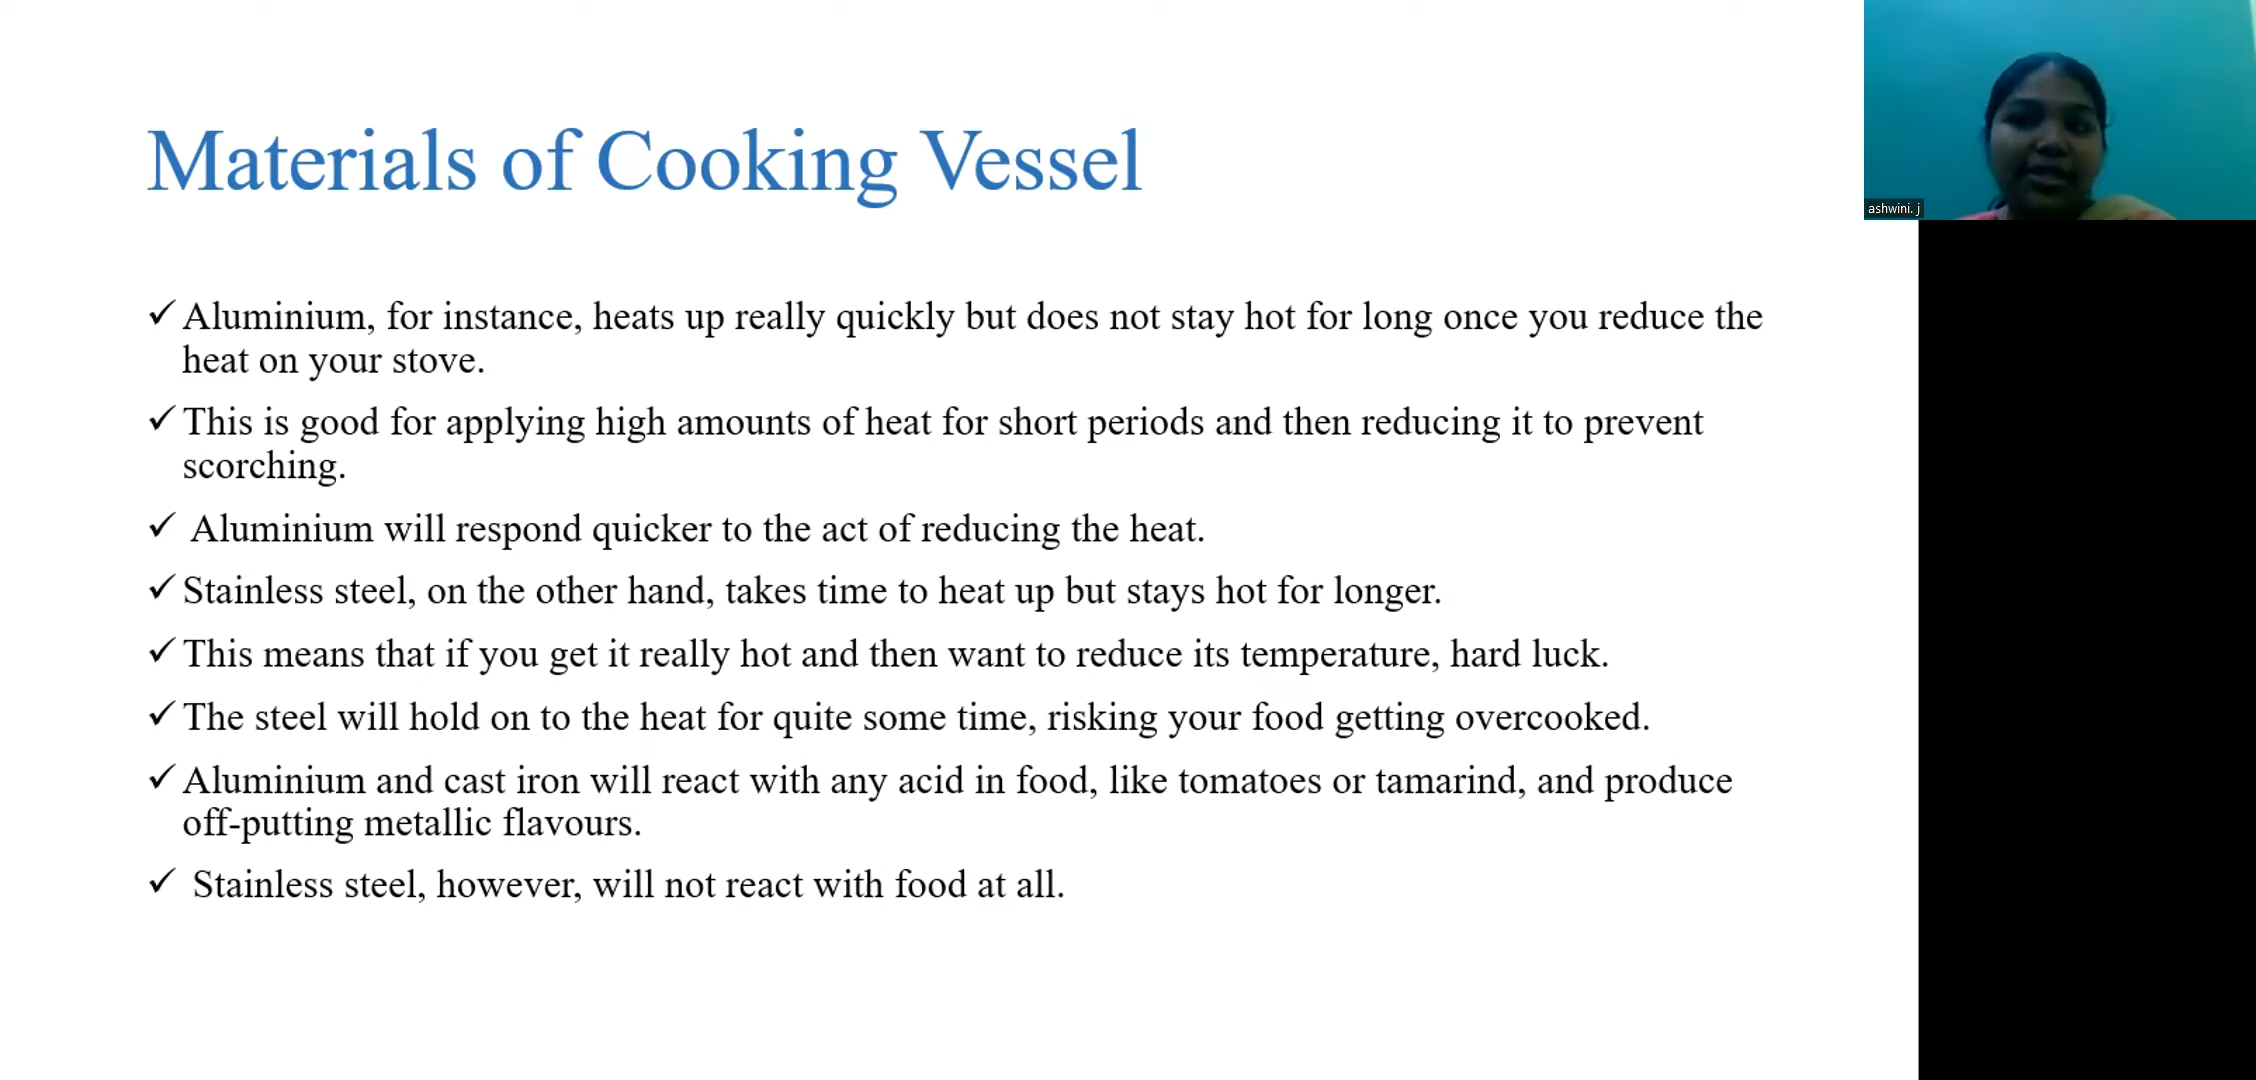 Materials of Cooking Vessel
ashwini. j
✓ Aluminium, for instance, heats up really quickly but does not stay hot for long once you reduce the
heat on your stove.
✓ This is good for applying high amounts of heat for short periods and then reducing it to prevent
scorching.
✓ Aluminium will respond quicker to the act of reducing the heat.
✓ Stainless steel, on the other hand, takes time to heat up but stays hot for longer.
✓ This means that if you get it really hot and then want to reduce its temperature, hard luck.
✓ The steel will hold on to the heat for quite some time, risking your food getting overcooked.
✓ Aluminium and cast iron will react with any acid in food, like tomatoes or tamarind, and produce
off-putting metallic flavours.
✓ Stainless steel, however, will not react with food at all.